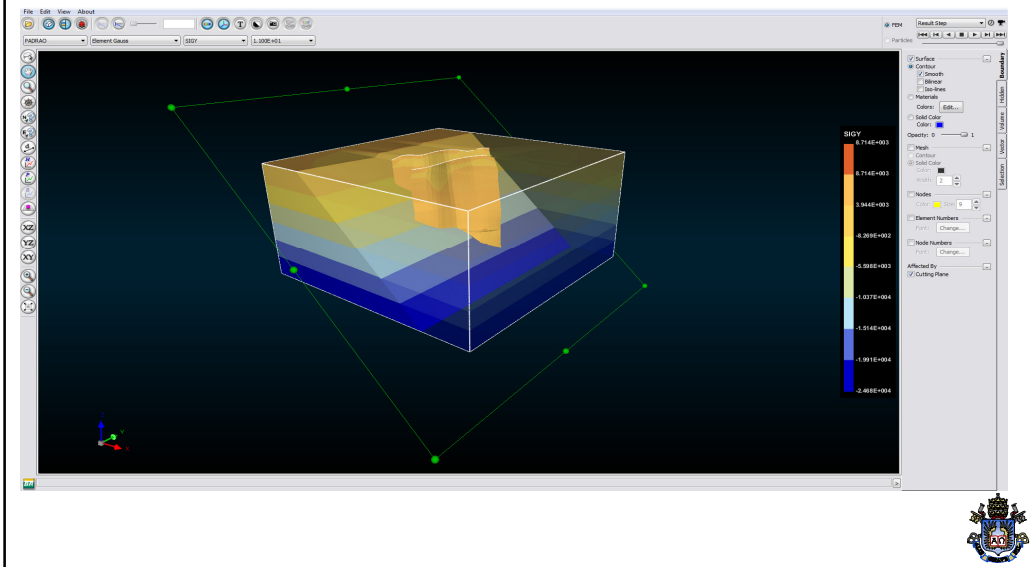 File Edit View About
FEM
Result Step
PADRAO
Element Gauss
SIGY
1.100E+01
Particles
Surface
Contour
Smooth
Bilinear
Iso-lines
Materials
Colors: Edit...
Solid Color
Color:
Opacity: 0 1
Mesh
Contour
Solid Color
Color:
Width: 2
Nodes
Color: Size: 9
Element Numbers
Font: Change...
Node Numbers
Font: Change...
Affected By
Cutting Plane
Boundary
Hidden
Volume
Vector
Selection
SIGY
8.714E+003
8.714E+003
3.944E+003
-8.269E+002
-5.598E+003
-1.037E+004
-1.514E+004
-1.991E+004
-2.468E+004
XZ
YZ
XY
Z
Y
X
ΑΩ